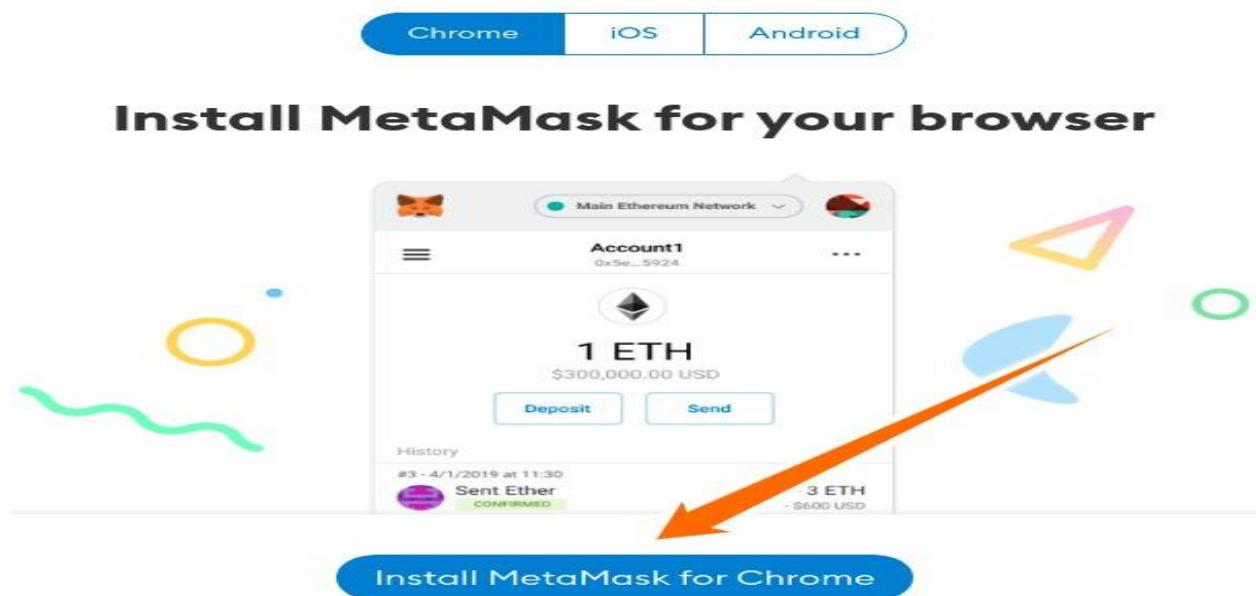 Chrome iOS Android
Install MetaMask for your browser
Main Ethereum Network
Account1
0x5e...5924
1 ETH
$300,000.00 USD
Deposit Send
History
#3 - 4/1/2019 at 11:30
Sent Ether - 3 ETH
CONFIRMED - $600 USD
Install MetaMask for Chrome